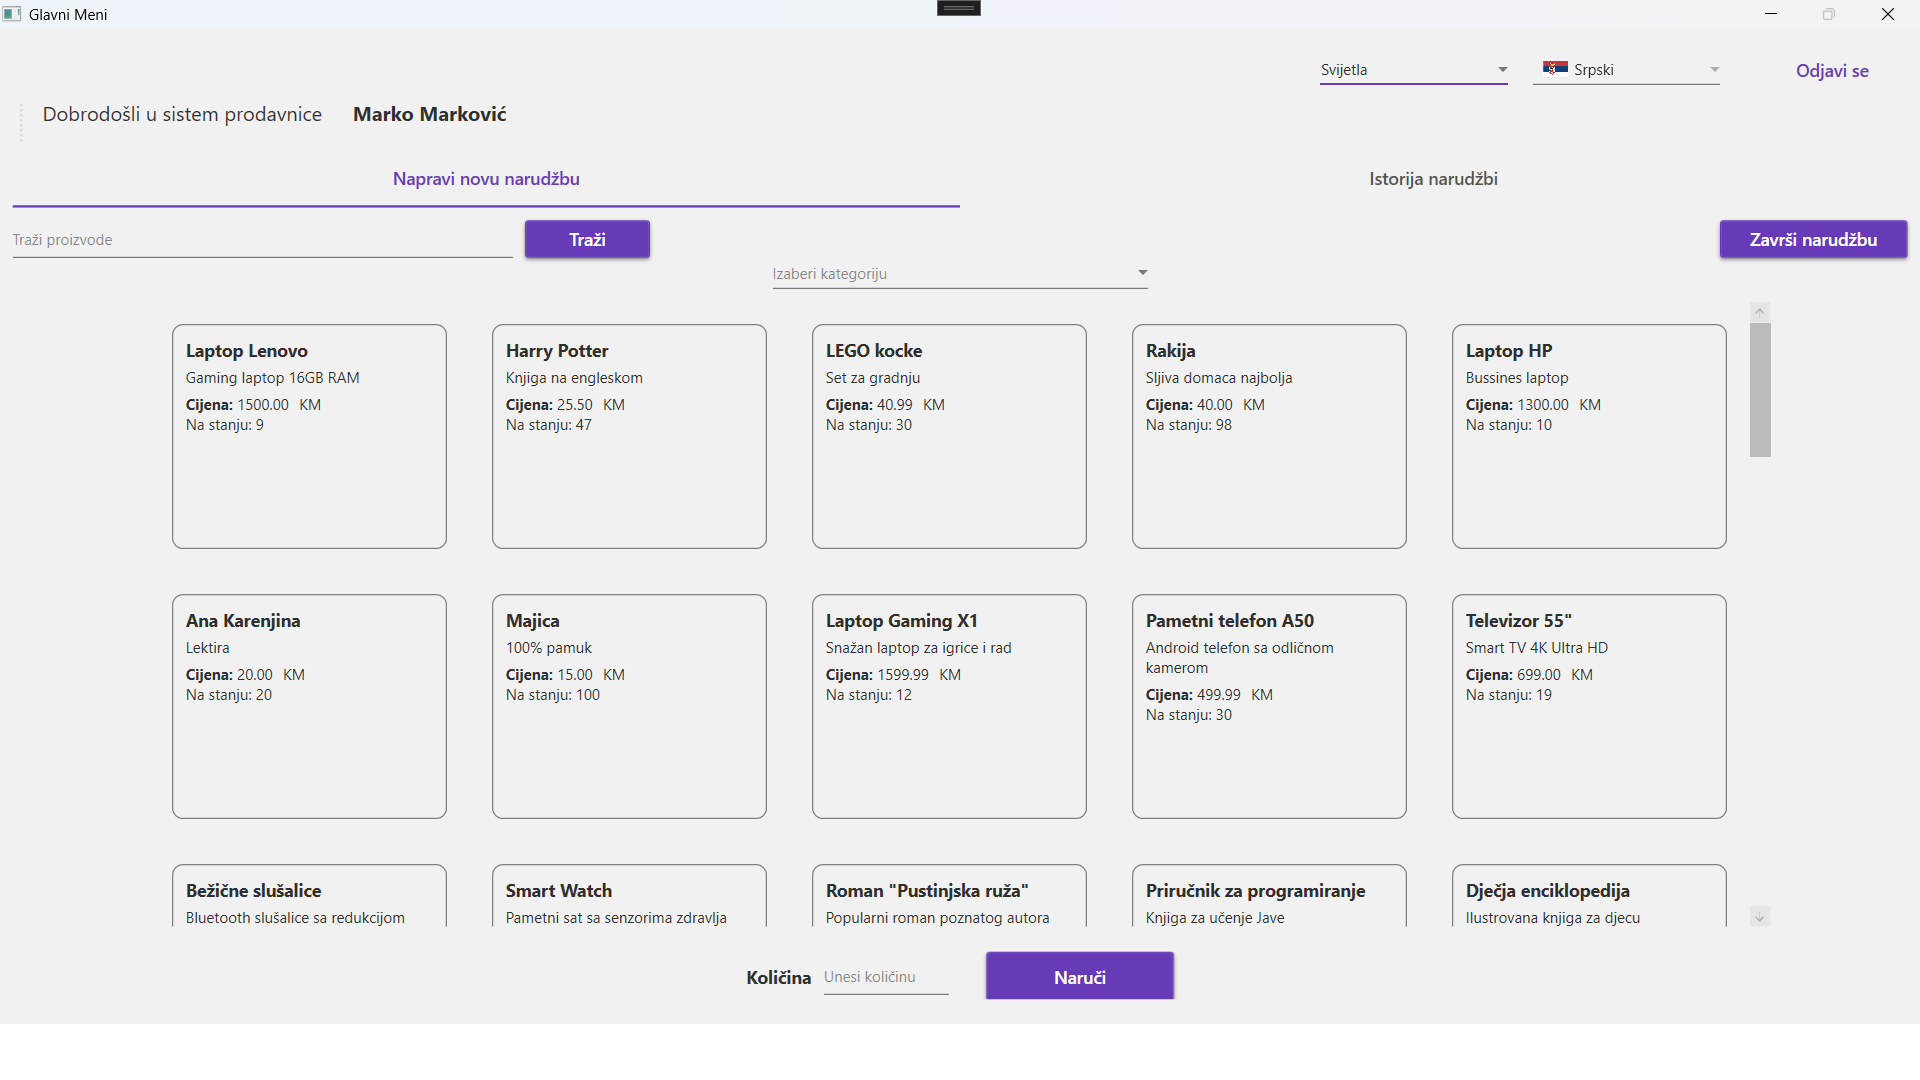 Glavni Meni
Svijetla
Srpski
Odjavi se
Dobrodošli u sistem prodavnice Marko Marković
Napravi novu narudžbu
Istorija narudžbi
Traži proizvode
Traži
Završi narudžbu
Izaberi kategoriju
Laptop Lenovo
Gaming laptop 16GB RAM
Cijena: 1500.00 KM
Na stanju: 9
Harry Potter
Knjiga na engleskom
Cijena: 25.50 KM
Na stanju: 47
LEGO kocke
Set za gradnju
Cijena: 40.99 KM
Na stanju: 30
Rakija
Sljiva domaca najbolja
Cijena: 40.00 KM
Na stanju: 98
Laptop HP
Bussines laptop
Cijena: 1300.00 KM
Na stanju: 10
Ana Karenjina
Lektira
Cijena: 20.00 KM
Na stanju: 20
Majica
100% pamuk
Cijena: 15.00 KM
Na stanju: 100
Laptop Gaming X1
Snažan laptop za igrice i rad
Cijena: 1599.99 KM
Na stanju: 12
Pametni telefon A50
Android telefon sa odličnom
kamerom
Cijena: 499.99 KM
Na stanju: 30
Televizor 55"
Smart TV 4K Ultra HD
Cijena: 699.00 KM
Na stanju: 19
Bežične slušalice
Bluetooth slušalice sa redukcijom
Smart Watch
Pametni sat sa senzorima zdravlja
Roman "Pustinjska ruža"
Popularni roman poznatog autora
Priručnik za programiranje
Knjiga za učenje Jave
Dječja enciklopedija
Ilustrovana knjiga za djecu
Količina
Unesi količinu
Naruči